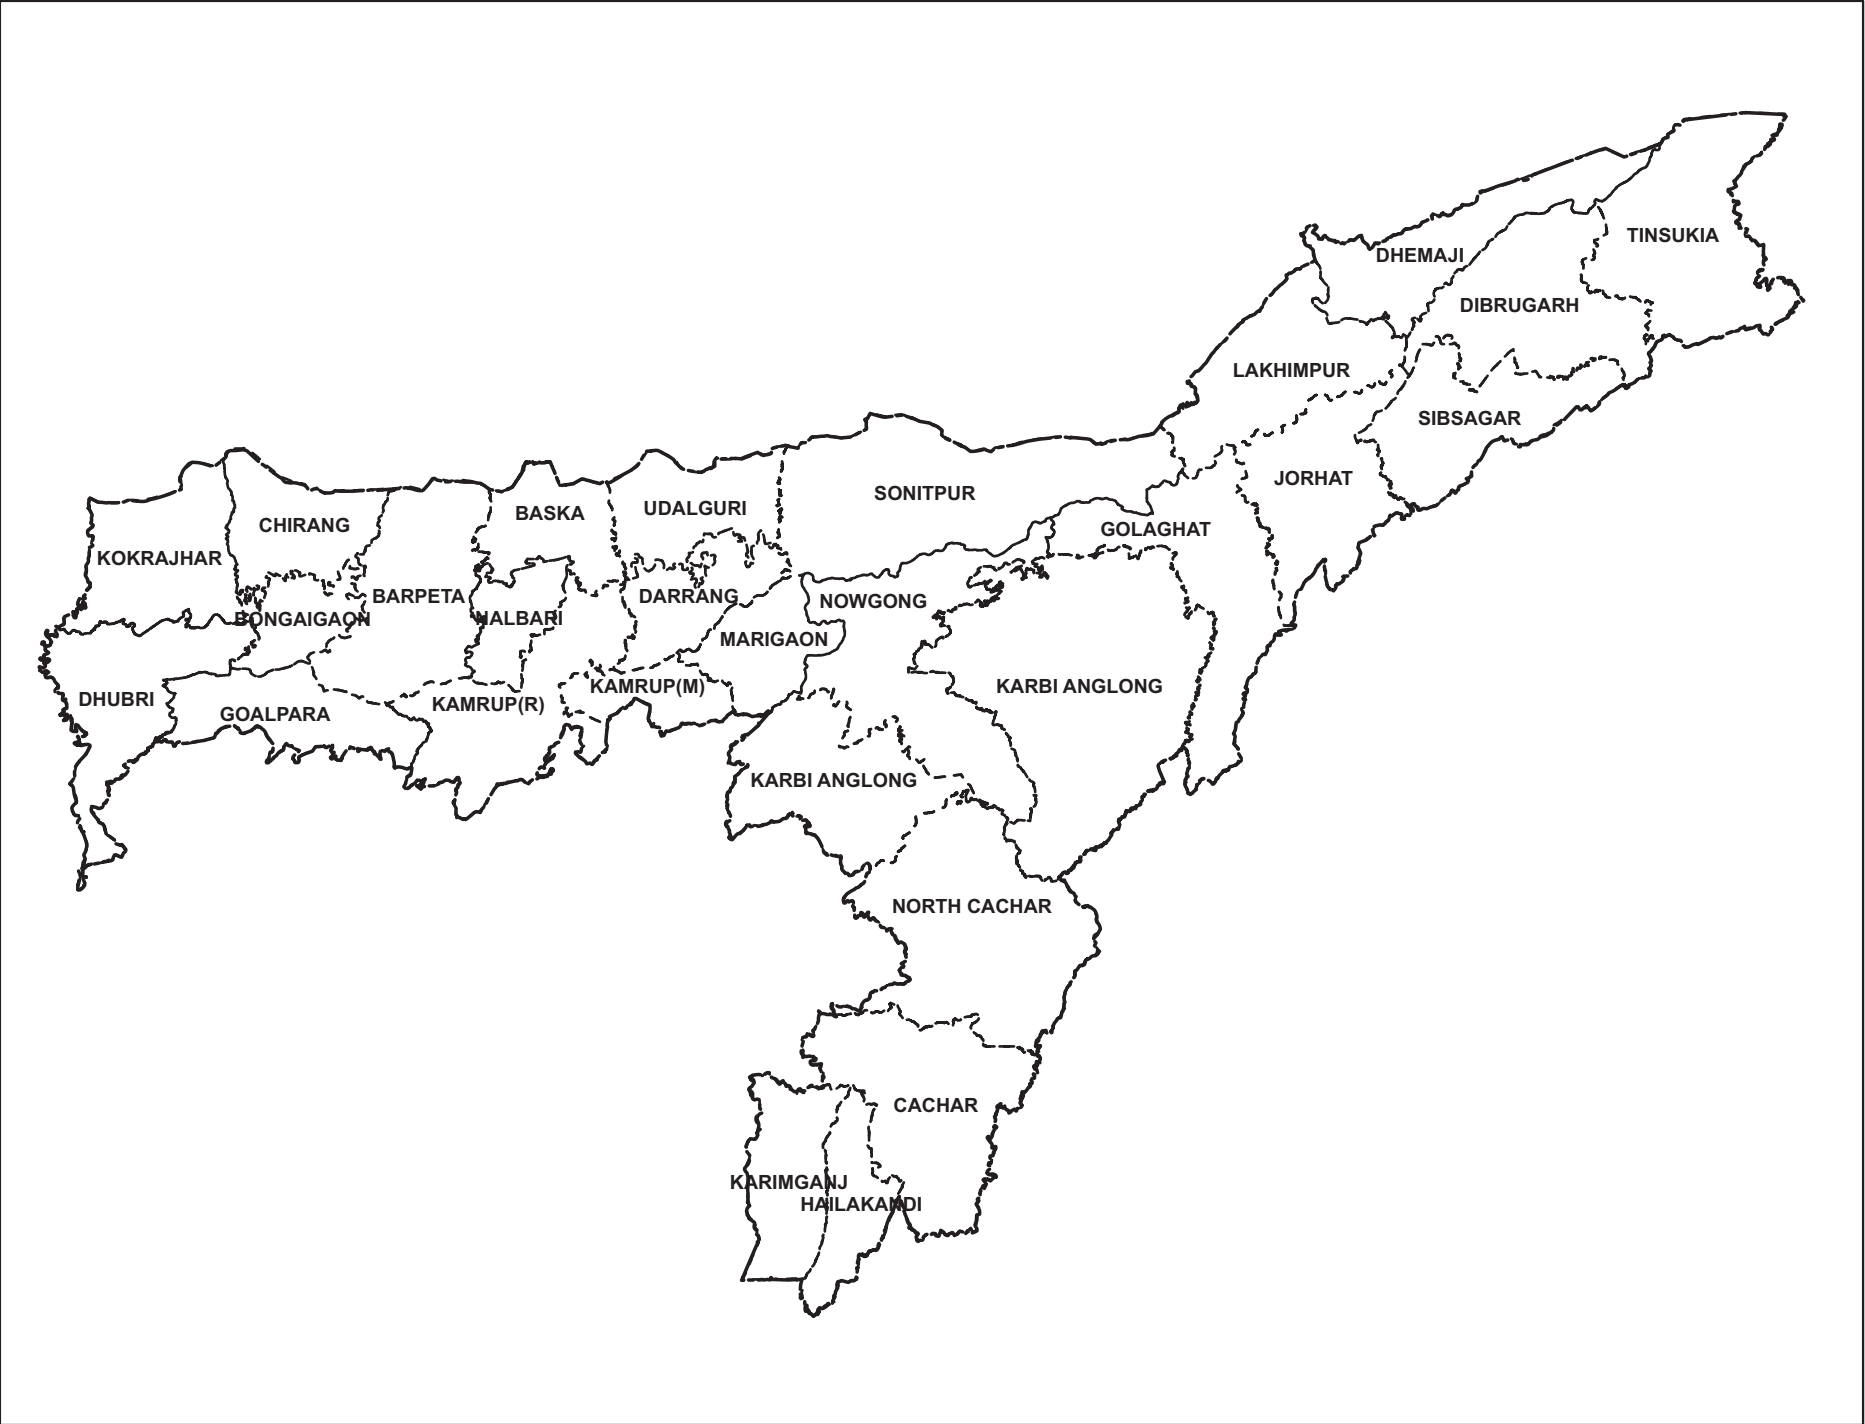 TINSUKIA
DHEMAJI
DIBRUGARH
LAKHIMPUR
SIBSAGAR
JORHAT
SONITPUR
UDALGURI
BASKA
CHIRANG
GOLAGHAT
KOKRAJHAR
BARPETA
DARRANG
NOWGONG
BONGAIGAON
NALBARI
MARIGAON
KARBI ANGLONG
KAMRUP(M)
DHUBRI
KAMRUP(R)
GOALPARA
KARBI ANGLONG
NORTH CACHAR
CACHAR
KARIMGANJ
HAILAKANDI